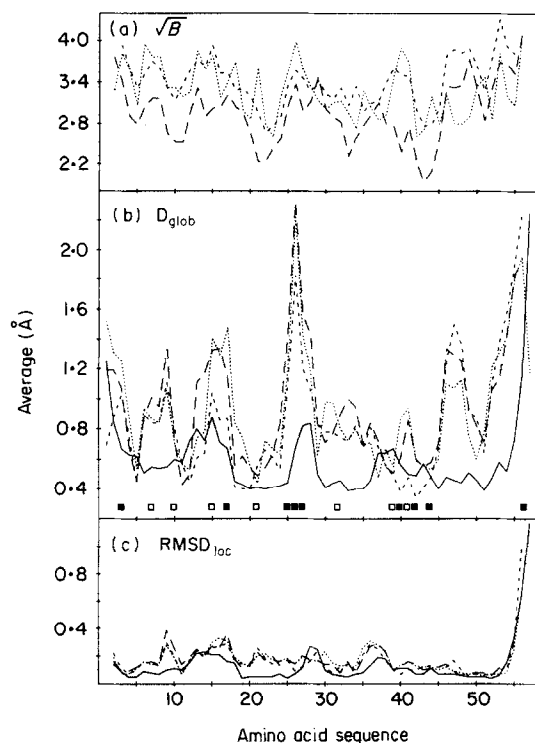 (a) √B
4·0
3·4
2·8
2·2
(b) D_glob
2·0
1·6
1·2
0·8
0·4
Average (Å)
(c) RMSD_loc
0·8
0·4
10 20 30 40 50
Amino acid sequence